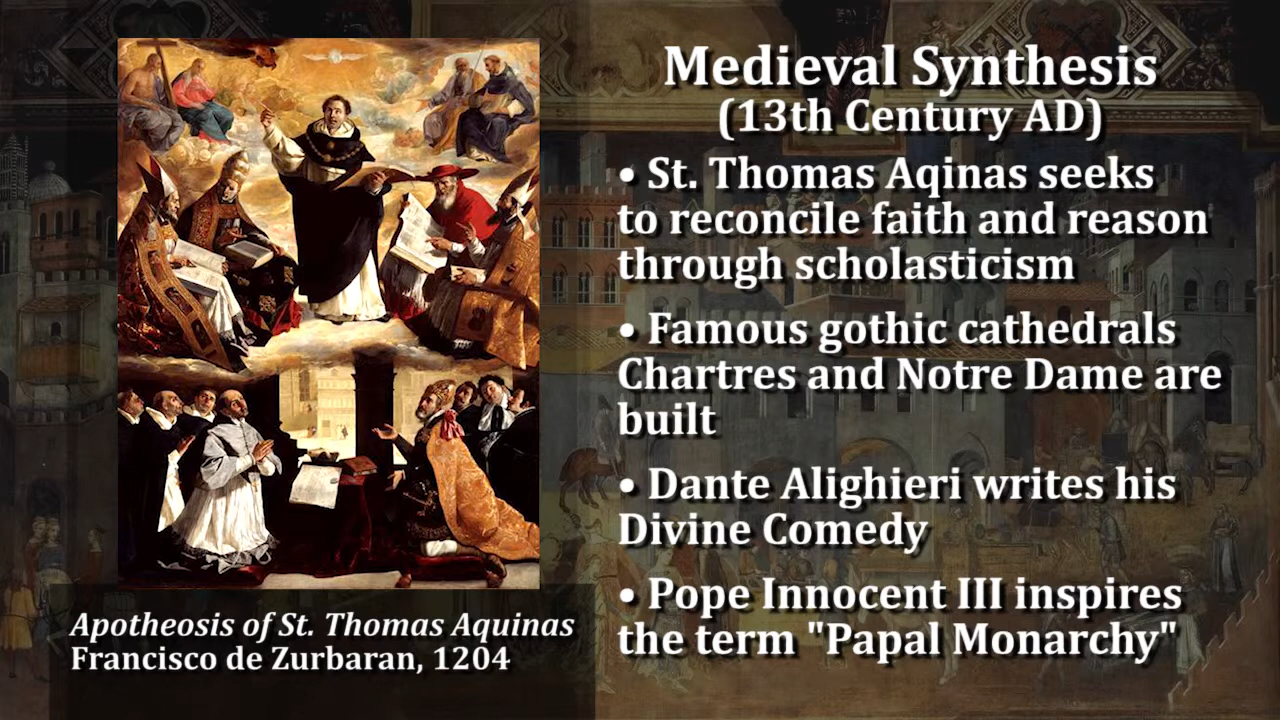 Medieval Synthesis
(13th Century AD)
• St. Thomas Aqinas seeks
to reconcile faith and reason
through scholasticism
• Famous gothic cathedrals
Chartres and Notre Dame are
built
• Dante Alighieri writes his
Divine Comedy
• Pope Innocent III inspires
the term "Papal Monarchy"
Apotheosis of St. Thomas Aquinas
Francisco de Zurbaran, 1204